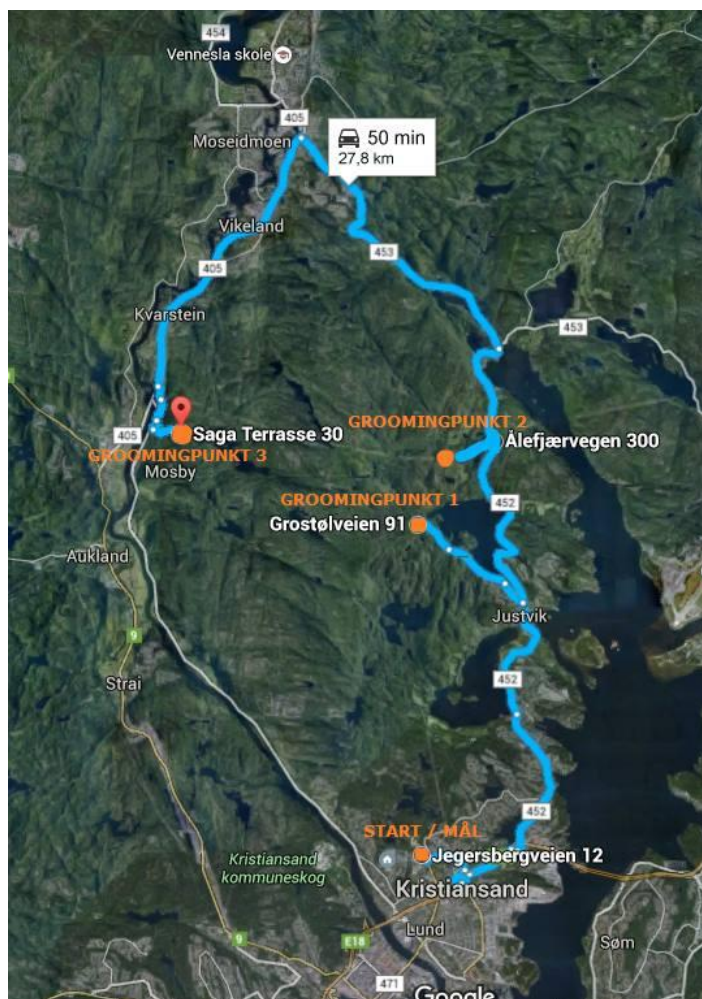 454
Vennesla skole
405
Moseidmoen
50 min
27,8 km
Vikeland
453
405
Kvarstein
453
GROOMINGPUNKT 2
Saga Terrasse 30
Ålefjærvegen 300
405
GROOMINGPUNKT 3
Mosby
GROOMINGPUNKT 1
452
Grostølveien 91
Aukland
Justvik
9
Strai
452
452
START / MÅL
Jegersbergveien 12
Kristiansand
kommuneskog
Kristiansand
Lund
9
E18
Søm
471
Google